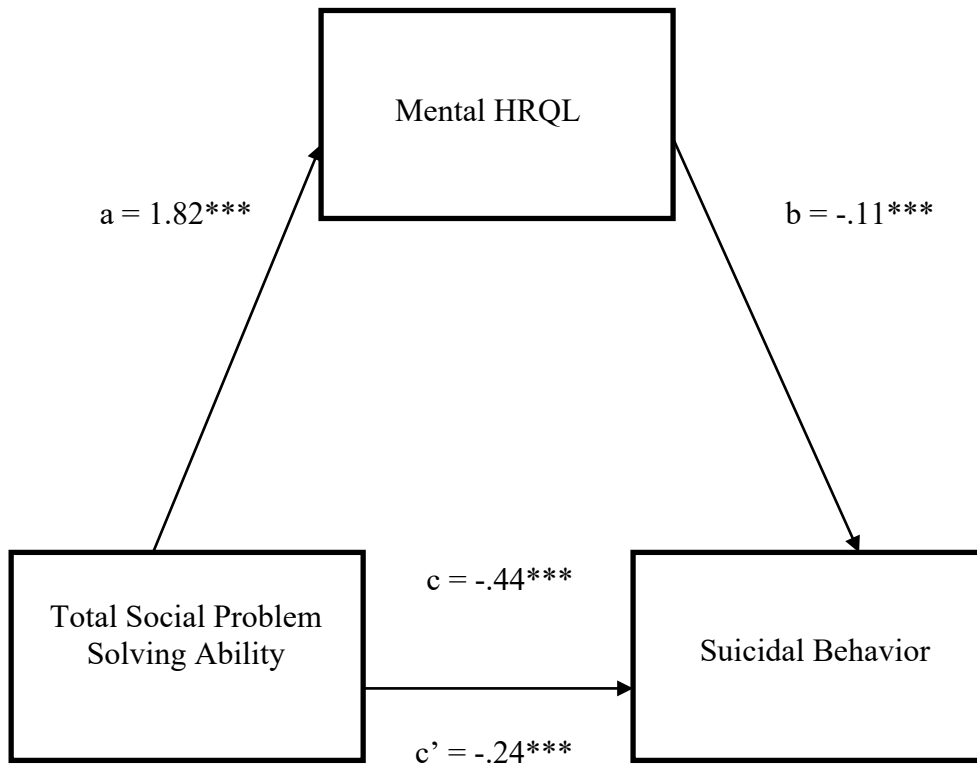 Mental HRQL
a = 1.82***
b = -.11***
c = -.44***
Total Social Problem
Solving Ability
Suicidal Behavior
c’ = -.24***